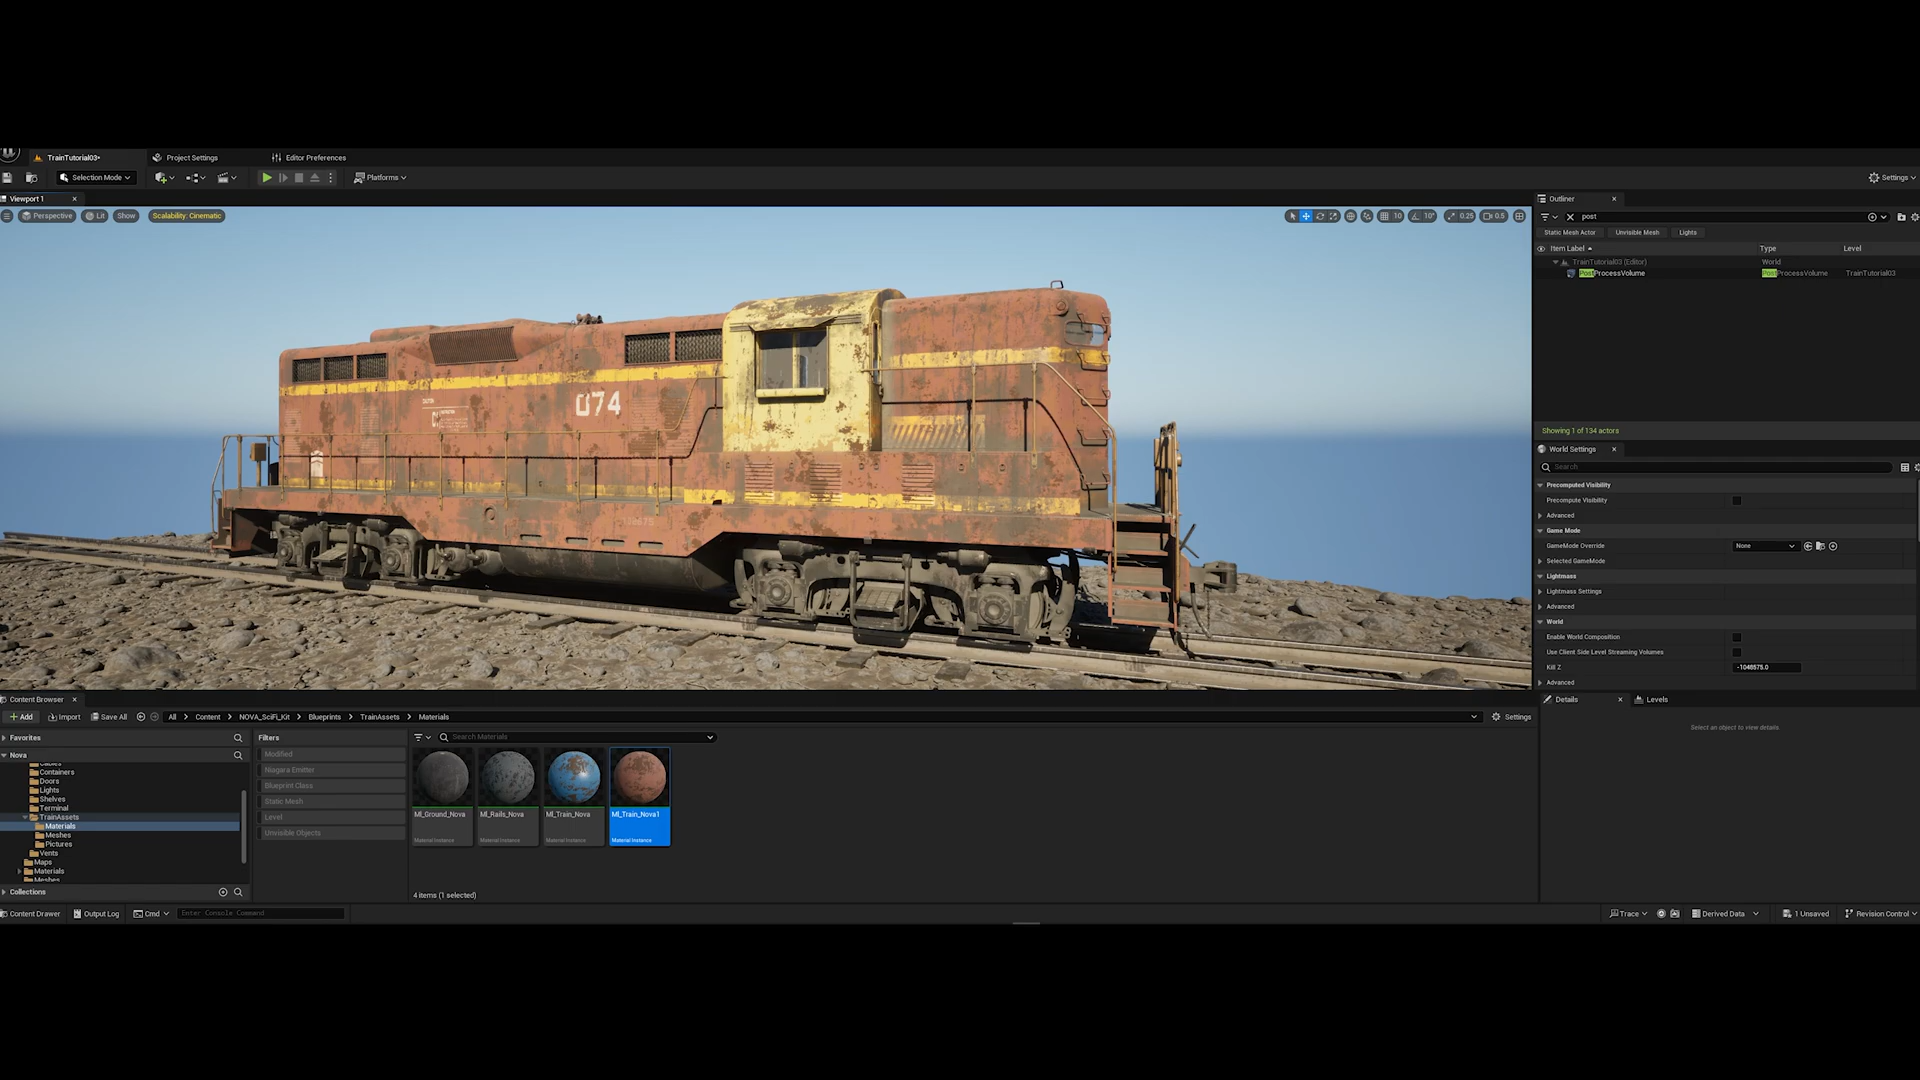 TrainTutorial03*
Project Settings
Editor Preferences
Selection Mode
Platforms
Settings
Viewport 1
Perspective
Lit
Show
Scalability: Cinematic
10
10°
0.25
0.5
074
Outliner
post
Static Mesh Actor
Unvisible Mesh
Lights
Item Label
Type
Level
TrainTutorial03 (Editor)
World
PostProcessVolume
PostProcessVolume
TrainTutorial03
Showing 1 of 134 actors
World Settings
Search
Precomputed Visibility
Precompute Visibility
Advanced
Game Mode
GameMode Override
None
Selected GameMode
Lightmass
Lightmass Settings
Advanced
World
Enable World Composition
Use Client Side Level Streaming Volumes
Kill Z
-1048575.0
Advanced
Content Browser
Add
Import
Save All
All
Content
NOVA_SciFi_Kit
Blueprints
TrainAssets
Materials
Settings
Favorites
Nova
Cables
Containers
Doors
Lights
Shelves
Terminal
TrainAssets
Materials
Meshes
Pictures
Vents
Maps
Materials
Meshes
Collections
Filters
Modified
Niagara Emitter
Blueprint Class
Static Mesh
Level
Unvisible Objects
Search Materials
MI_Ground_Nova
Material Instance
MI_Rails_Nova
Material Instance
MI_Train_Nova
Material Instance
MI_Train_Nova1
Material Instance
4 items (1 selected)
Details
Levels
Select an object to view details.
Content Drawer
Output Log
Cmd
Enter Console Command
Trace
Derived Data
1 Unsaved
Revision Control